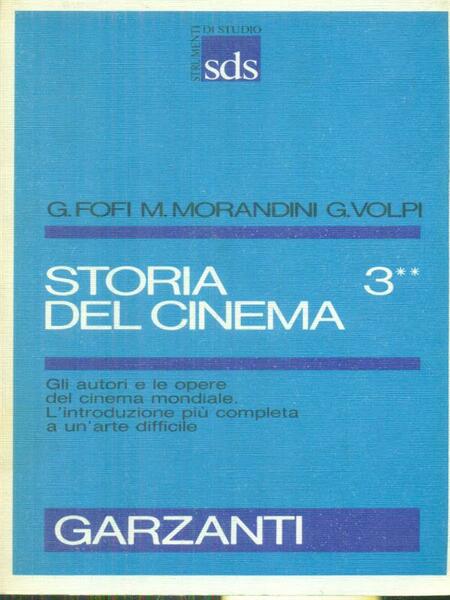 STRUMENTI
DI STUDIO
sds
G. FOFI M. MORANDINI G. VOLPI
STORIA 3**
DEL CINEMA
Gli autori e le opere
del cinema mondiale.
L'introduzione più completa
a un'arte difficile
GARZANTI